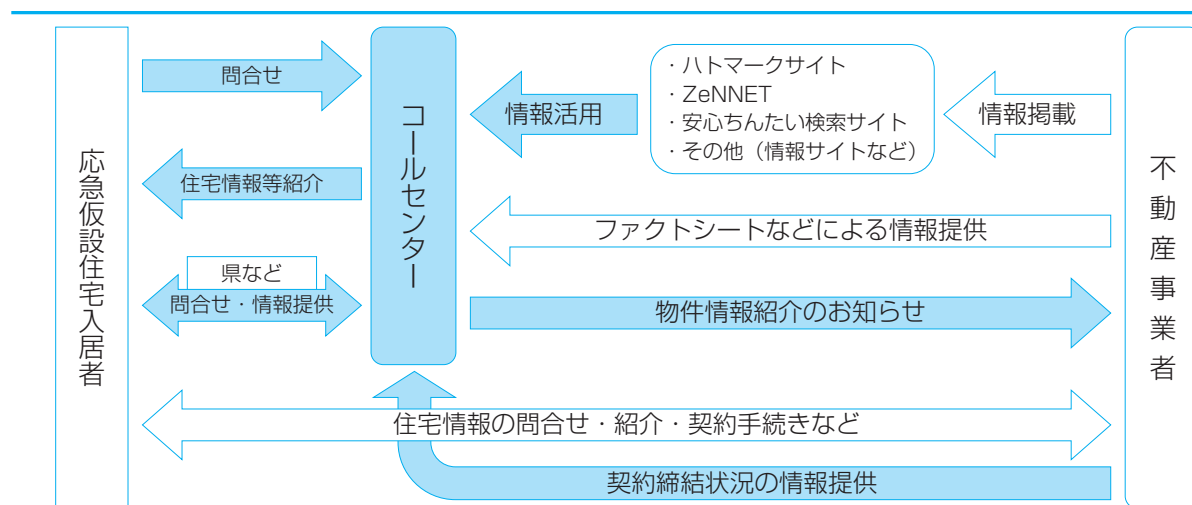 応急仮設住宅入居者
問合せ
住宅情報等紹介
県など
問合せ・情報提供
コールセンター
情報活用
・ハトマークサイト
・ZeNNET
・安心ちんたい検索サイト
・その他（情報サイトなど）
情報掲載
ファクトシートなどによる情報提供
物件情報紹介のお知らせ
住宅情報の問合せ・紹介・契約手続きなど
契約締結状況の情報提供
不動産事業者